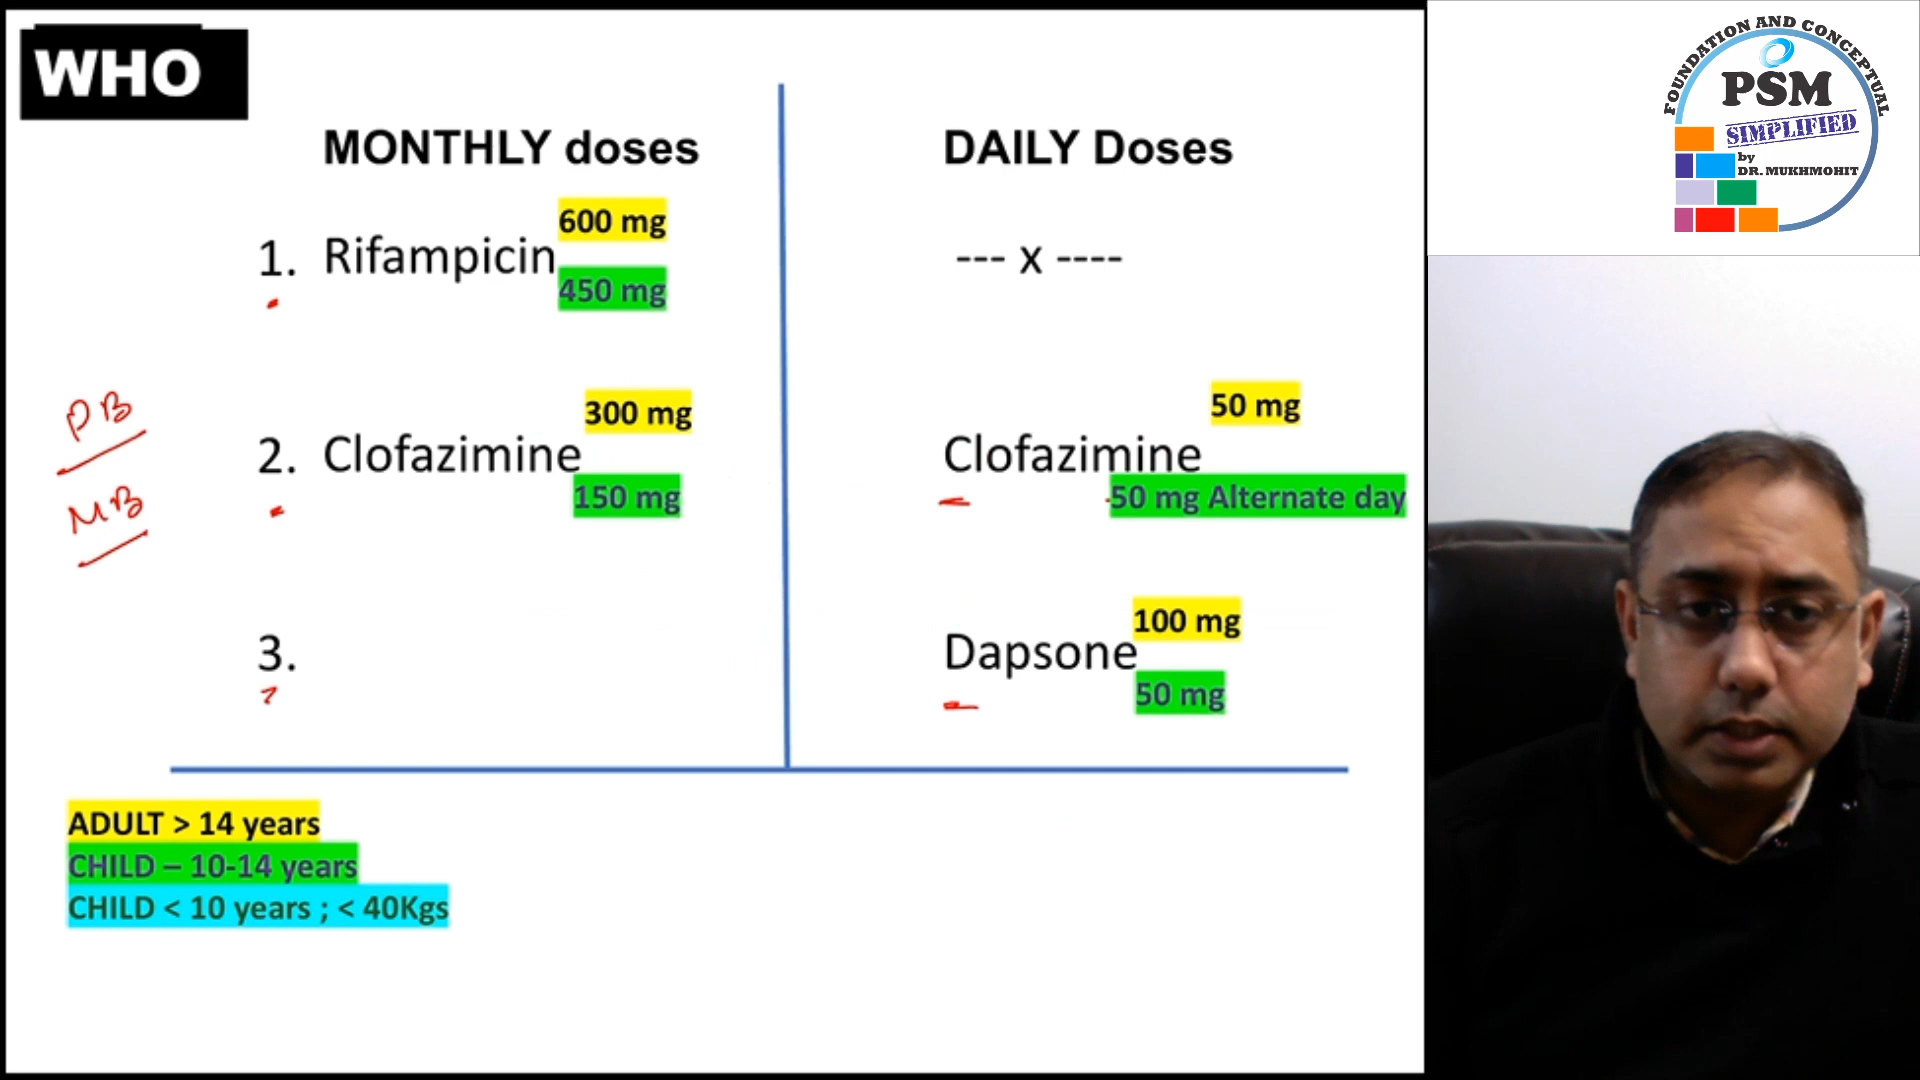 WHO
MONTHLY doses
DAILY Doses
600 mg
1. Rifampicin
--- x ----
450 mg
PB
300 mg
50 mg
2. Clofazimine
Clofazimine
150 mg
50 mg Alternate day
MB
100 mg
3.
Dapsone
?
50 mg
ADULT > 14 years
CHILD – 10-14 years
CHILD < 10 years ; < 40Kgs
FOUNDATION AND CONCEPTUAL
PSM
SIMPLIFIED
by
DR. MUKHMOHIT